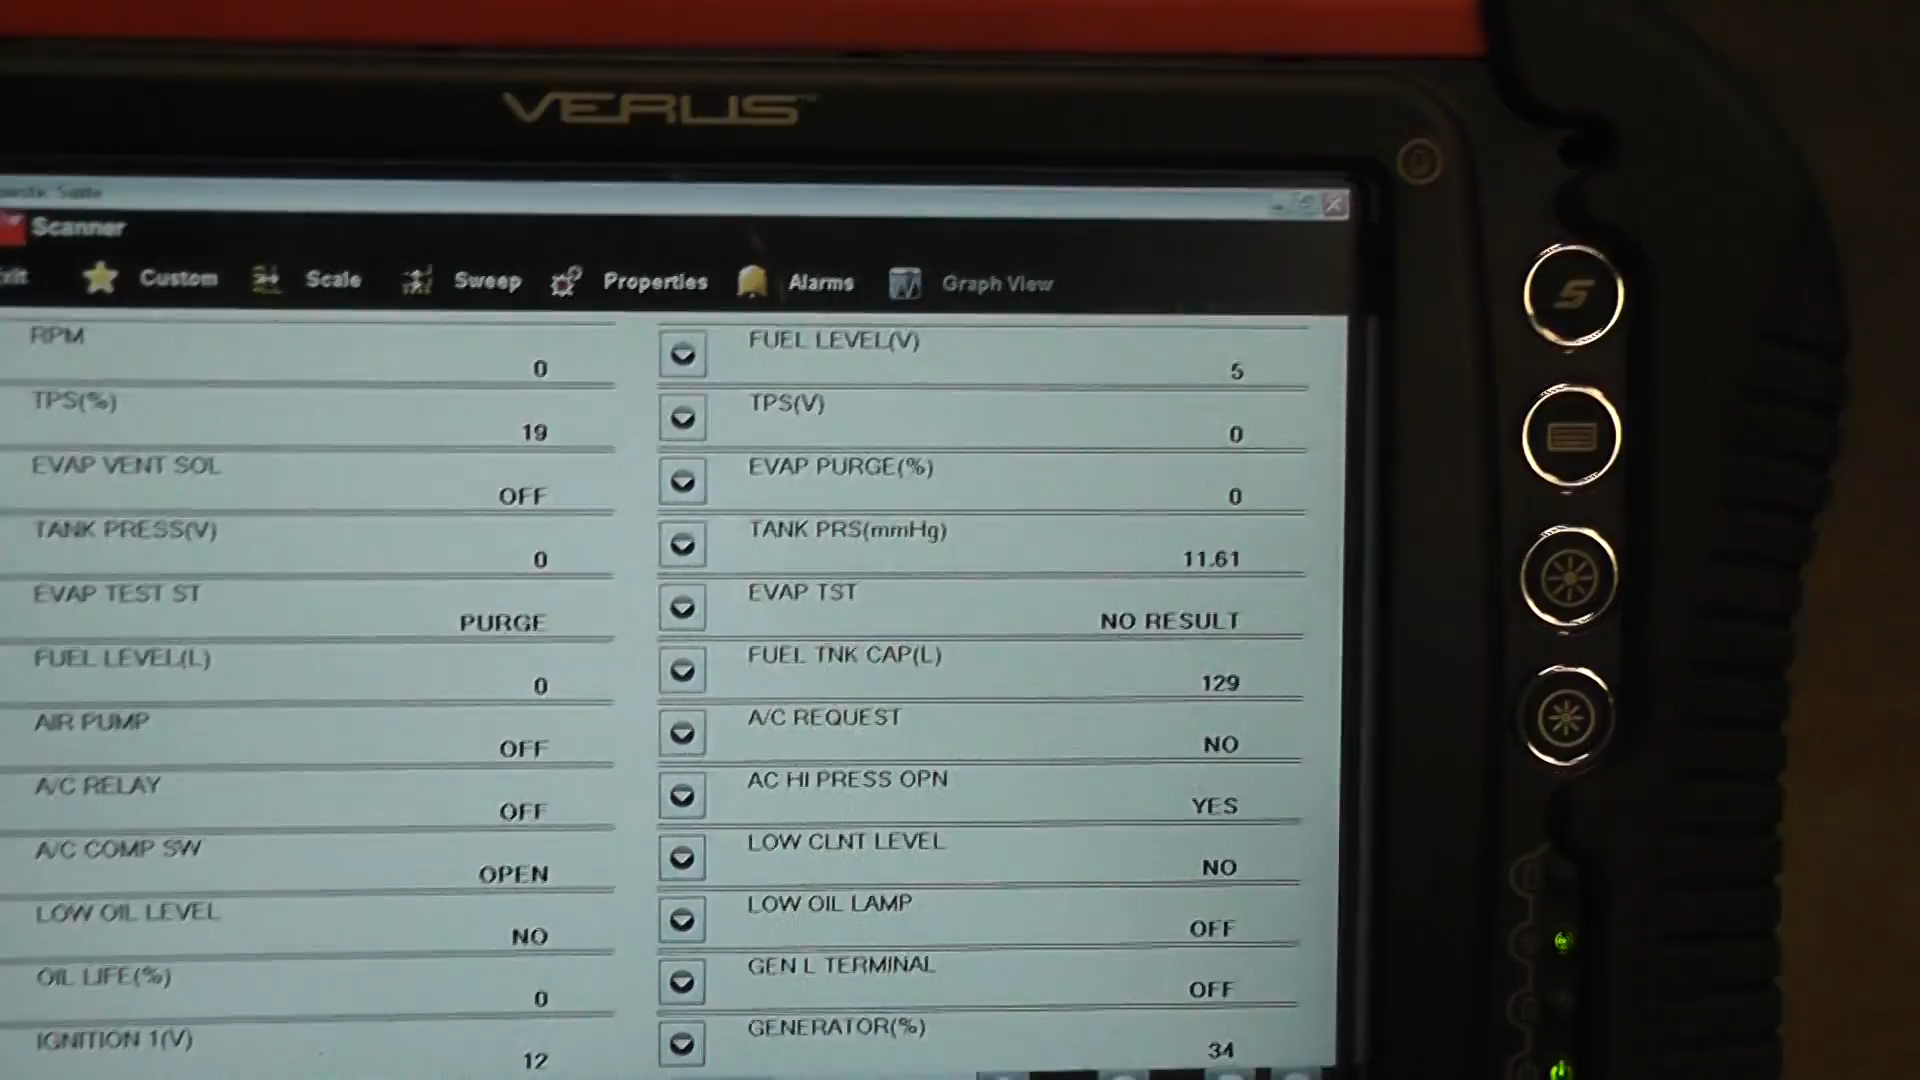 VERUS™
Scanner
Custom Scale Sweep Properties Alarms Graph View
RPM 0 FUEL LEVEL(V) 5
TPS(%) 19 TPS(V) 0
EVAP VENT SOL OFF EVAP PURGE(%) 0
TANK PRESS(V) 0 TANK PRS(mmHg) 11.61
EVAP TEST ST PURGE EVAP TST NO RESULT
FUEL LEVEL(L) 0 FUEL TNK CAP(L) 129
AIR PUMP OFF A/C REQUEST NO
A/C RELAY OFF AC HI PRESS OPN YES
A/C COMP SW OPEN LOW CLNT LEVEL NO
LOW OIL LEVEL NO LOW OIL LAMP OFF
OIL LIFE(%) 0 GEN L TERMINAL OFF
IGNITION 1(V) 12 GENERATOR(%) 34